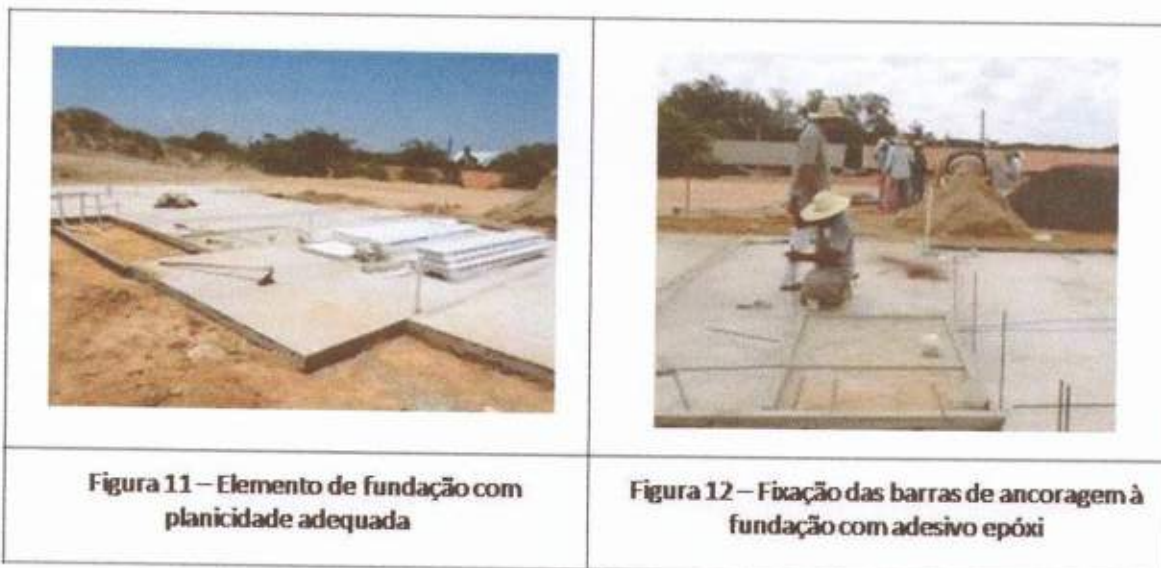 Figura 11 – Elemento de fundação com
planicidade adequada
Figura 12 – Fixação das barras de ancoragem à
fundação com adesivo epóxi